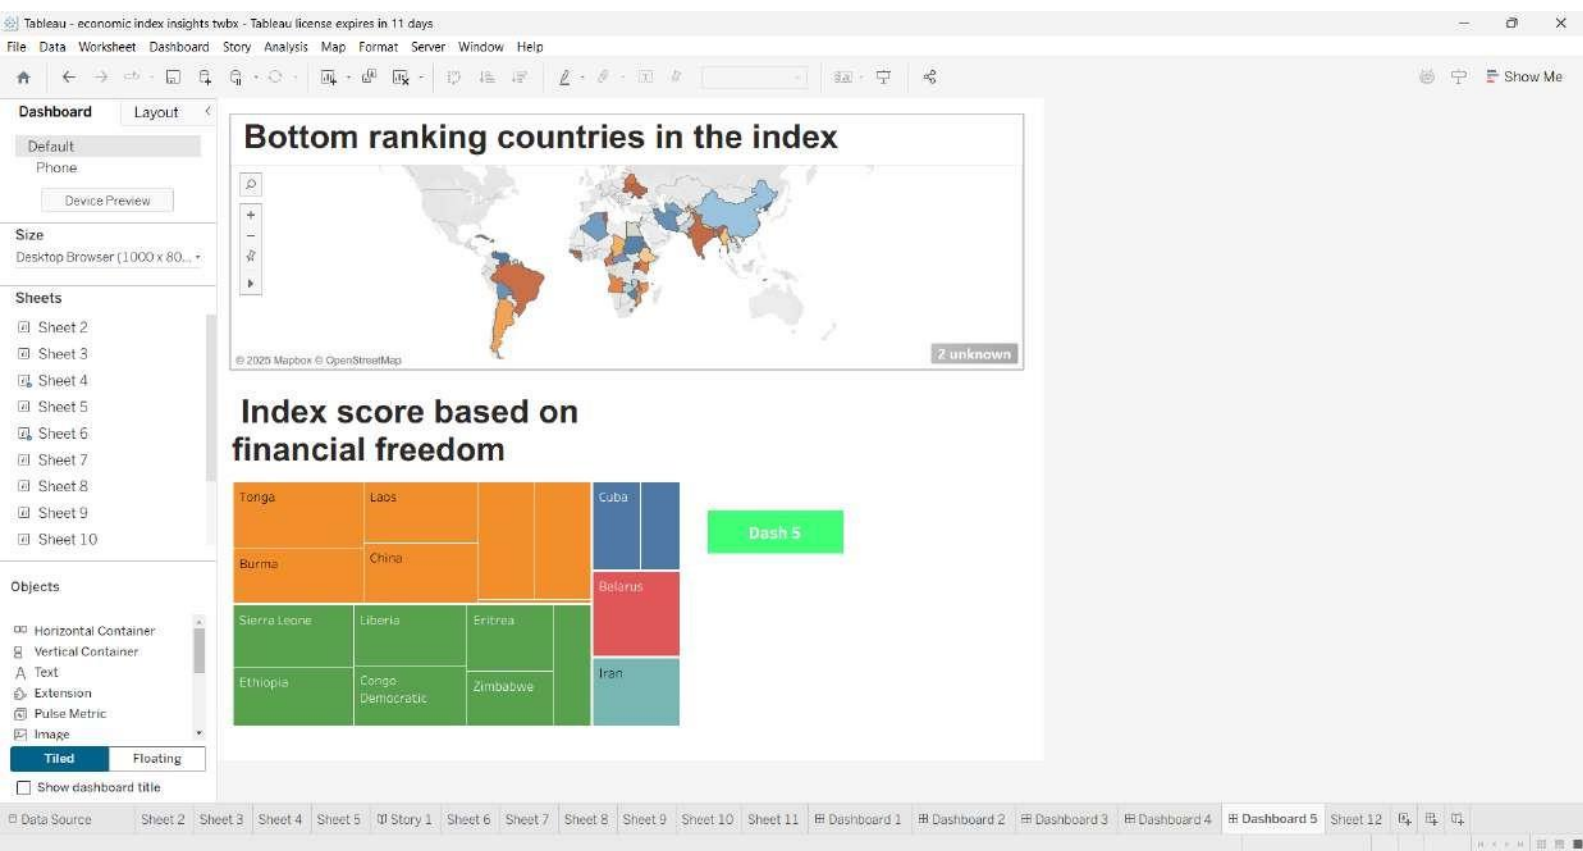 Tableau - economic index insights twbx - Tableau license expires in 11 days
File Data Worksheet Dashboard Story Analysis Map Format Server Window Help
Show Me
Dashboard Layout
Default
Phone
Device Preview
Size
Desktop Browser (1000 x 80...
Sheets
Sheet 2
Sheet 3
Sheet 4
Sheet 5
Sheet 6
Sheet 7
Sheet 8
Sheet 9
Sheet 10
Objects
Horizontal Container
Vertical Container
Text
Extension
Pulse Metric
Image
Tiled Floating
Show dashboard title
Bottom ranking countries in the index
© 2025 Mapbox © OpenStreetMap
2 unknown
Index score based on
financial freedom
Tonga
Laos
Burma
China
Cuba
Belarus
Iran
Sierra Leone
Liberia
Eritrea
Ethiopia
Congo
Democratic
Zimbabwe
Dash 5
Data Source Sheet 2 Sheet 3 Sheet 4 Sheet 5 Story 1 Sheet 6 Sheet 7 Sheet 8 Sheet 9 Sheet 10 Sheet 11 Dashboard 1 Dashboard 2 Dashboard 3 Dashboard 4 Dashboard 5 Sheet 12